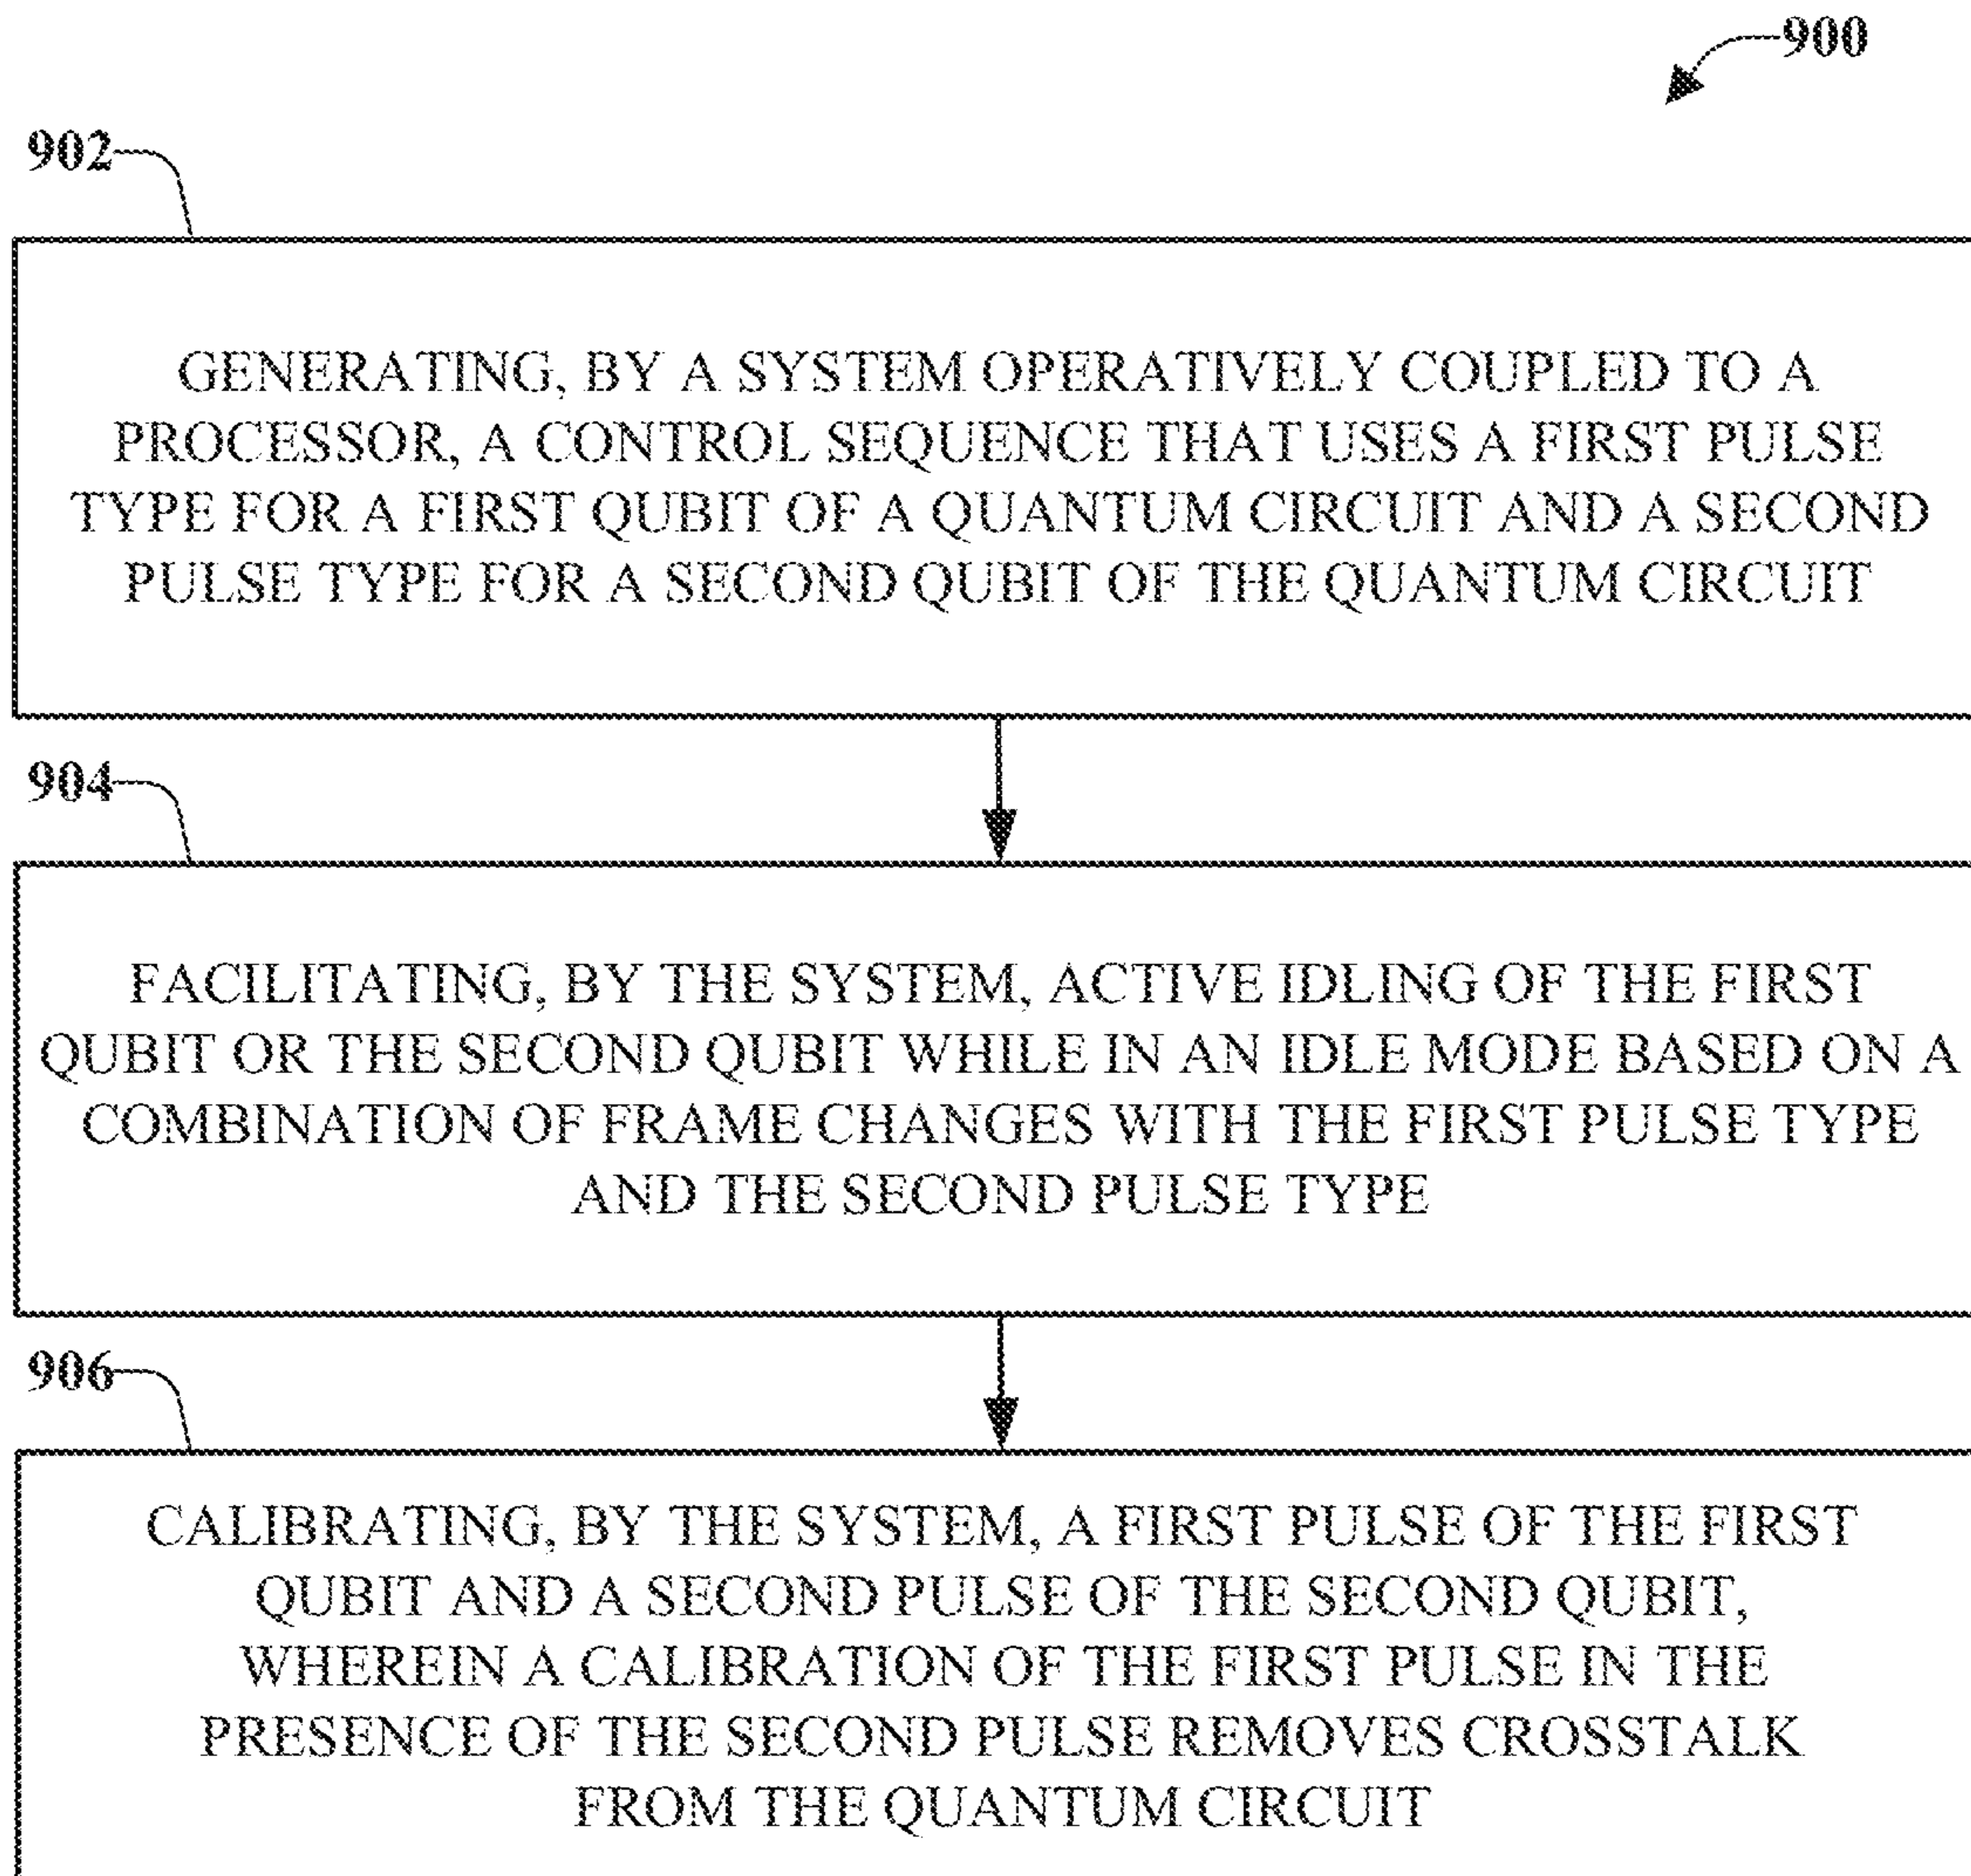 900
902
GENERATING, BY A SYSTEM OPERATIVELY COUPLED TO A
PROCESSOR, A CONTROL SEQUENCE THAT USES A FIRST PULSE
TYPE FOR A FIRST QUBIT OF A QUANTUM CIRCUIT AND A SECOND
PULSE TYPE FOR A SECOND QUBIT OF THE QUANTUM CIRCUIT
904
FACILITATING, BY THE SYSTEM, ACTIVE IDLING OF THE FIRST
QUBIT OR THE SECOND QUBIT WHILE IN AN IDLE MODE BASED ON A
COMBINATION OF FRAME CHANGES WITH THE FIRST PULSE TYPE
AND THE SECOND PULSE TYPE
906
CALIBRATING, BY THE SYSTEM, A FIRST PULSE OF THE FIRST
QUBIT AND A SECOND PULSE OF THE SECOND QUBIT,
WHEREIN A CALIBRATION OF THE FIRST PULSE IN THE
PRESENCE OF THE SECOND PULSE REMOVES CROSSTALK
FROM THE QUANTUM CIRCUIT